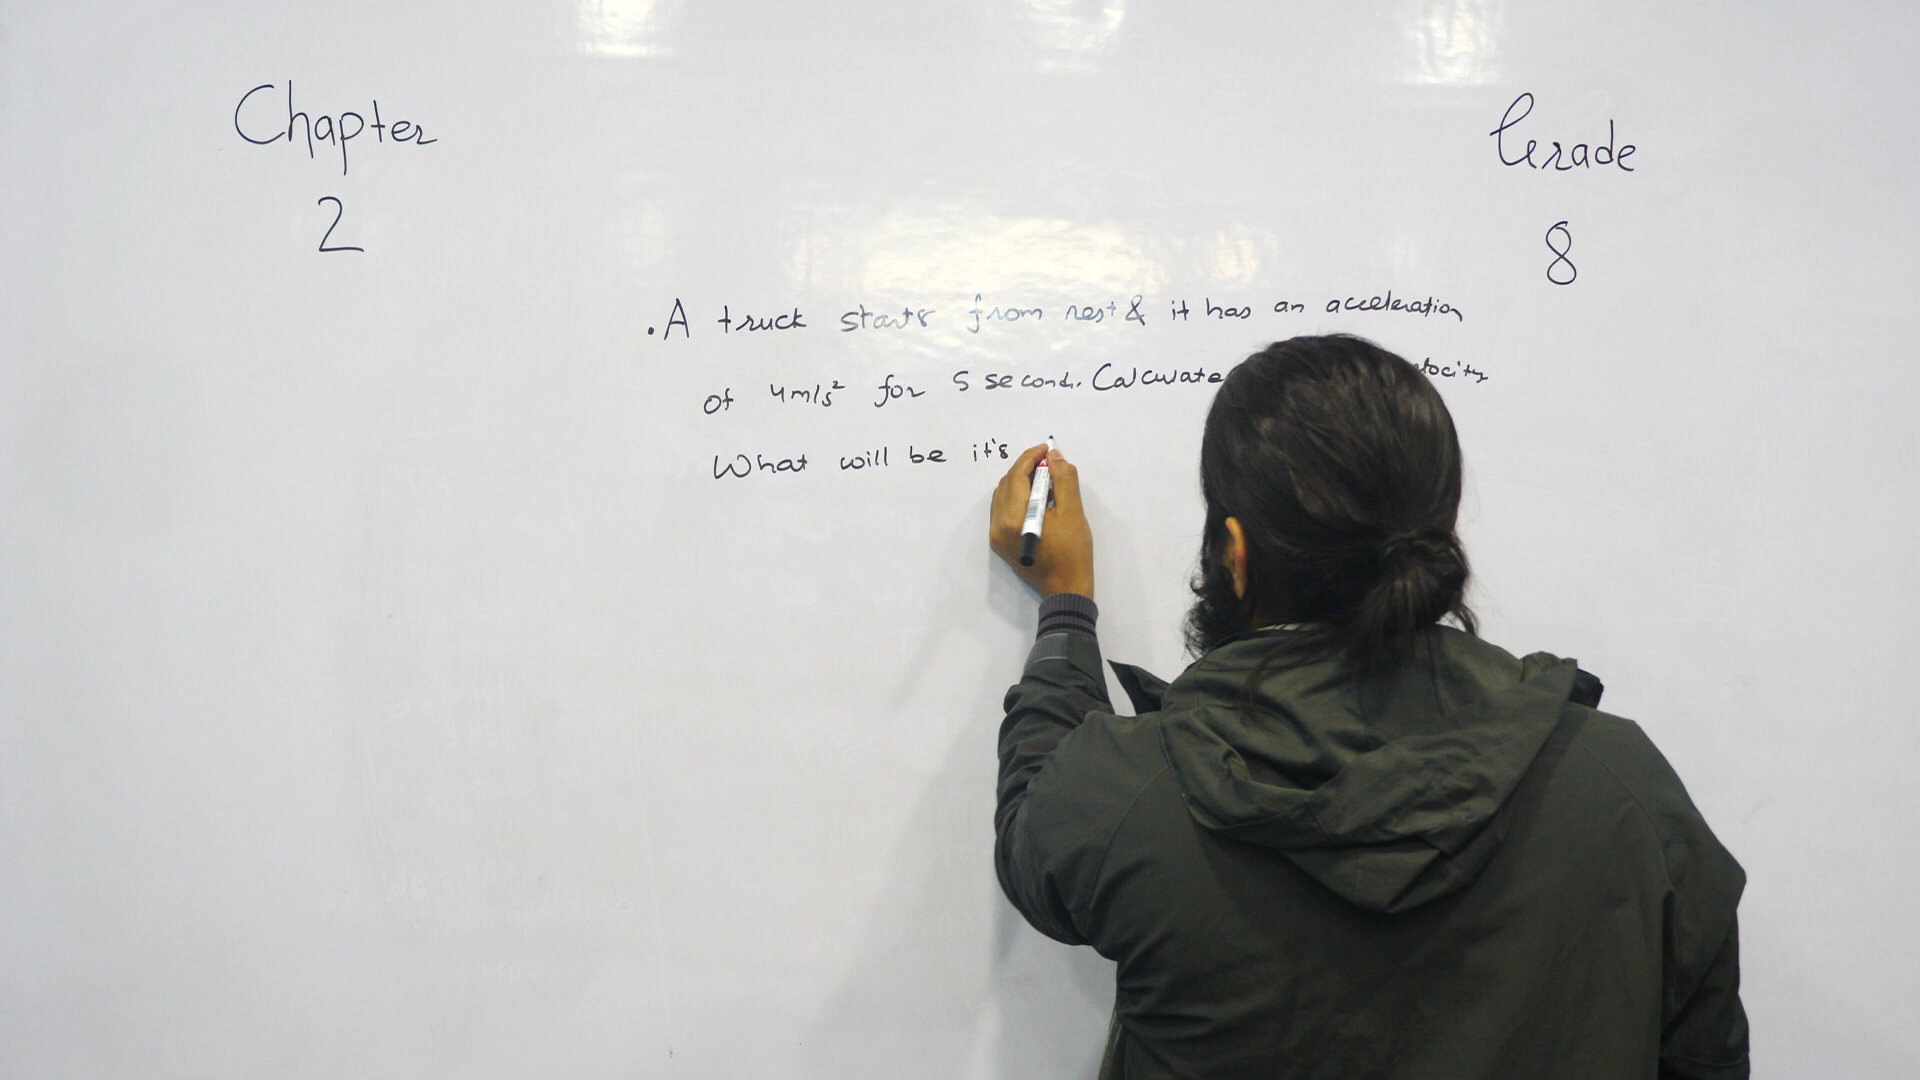 Chapter
2
Grade
8
. A truck starts from rest & it has an acceleration
of 4m/s² for 5 second. Calculate
What will be it's